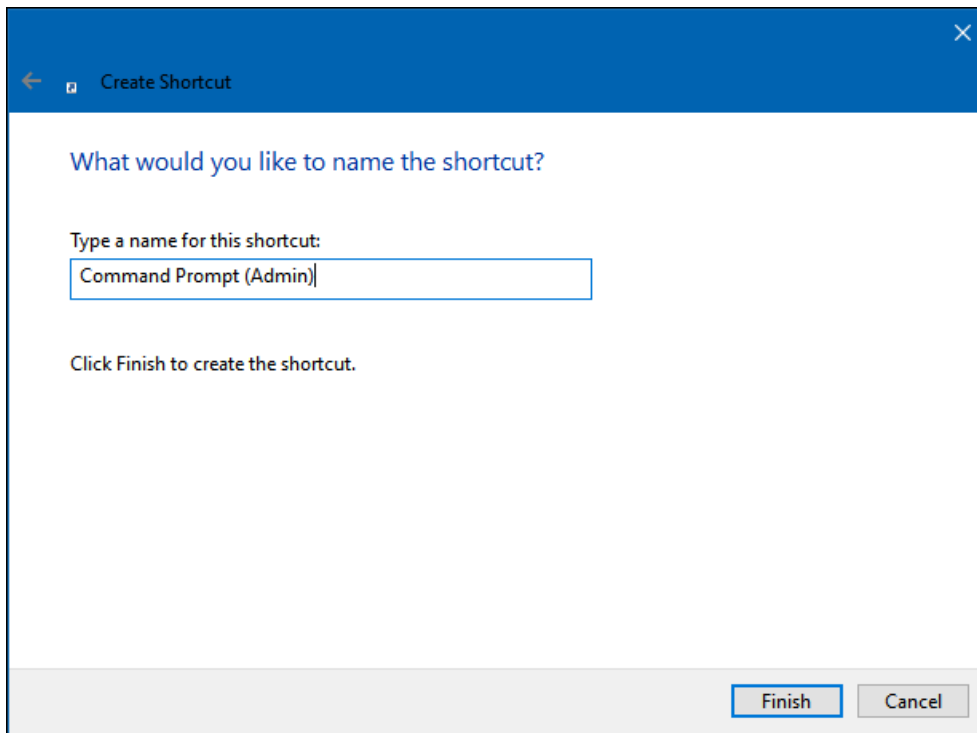 Create Shortcut
What would you like to name the shortcut?
Type a name for this shortcut:
Command Prompt (Admin)
Click Finish to create the shortcut.
Finish Cancel